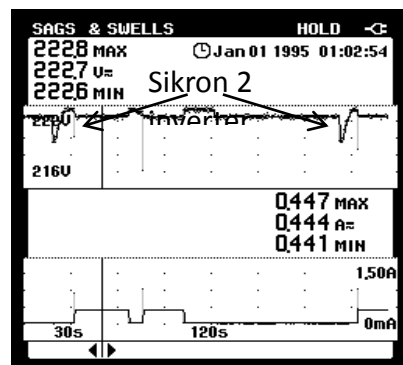 SAGS & SWELLS HOLD
222.8 MAX Jan 01 1995 01:02:54
222.7 V≂
222.6 MIN
Sikron 2
inverter
228V
216V
0.447 MAX
0.444 A≂
0.441 MIN
1.50A
30s 120s 0mA